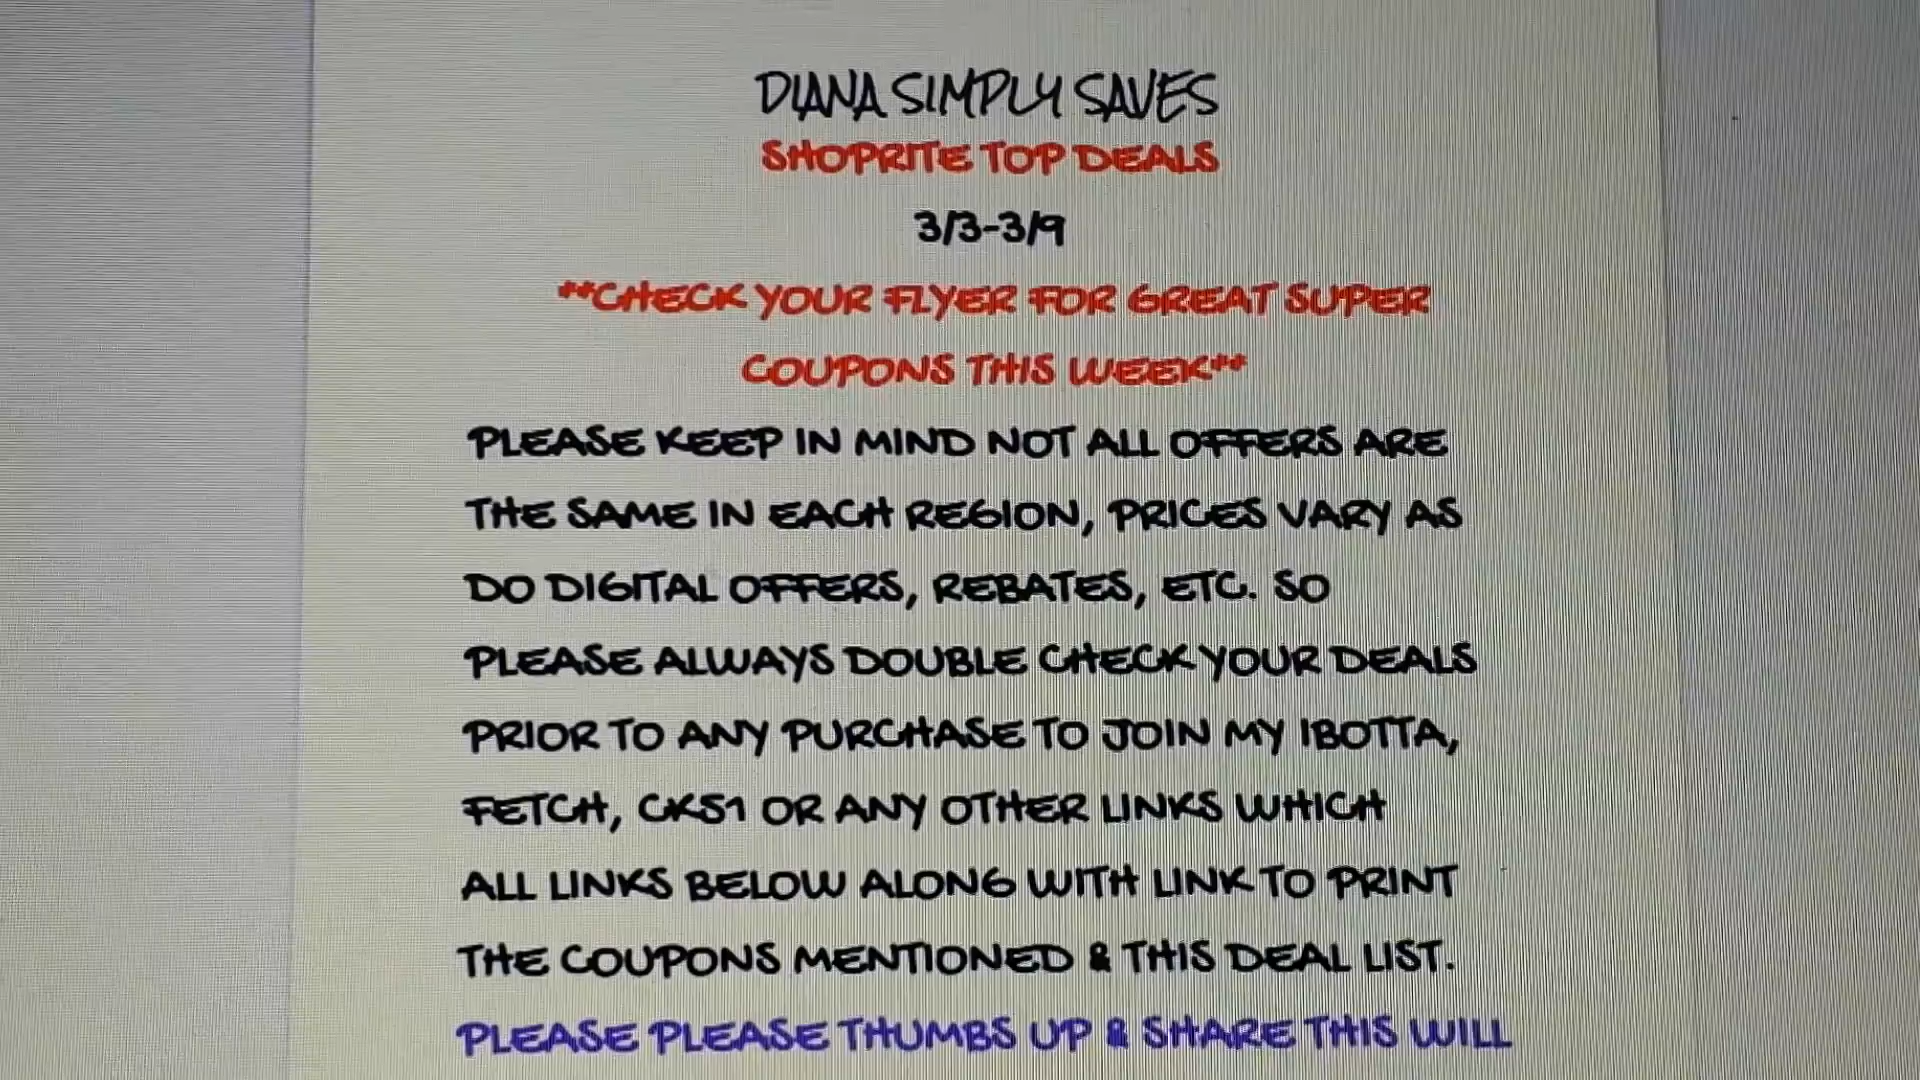 DIANA SIMPLY SAVES
SHOPRITE TOP DEALS
3/3-3/9
**CHECK YOUR FLYER FOR GREAT SUPER
COUPONS THIS WEEK**
PLEASE KEEP IN MIND NOT ALL OFFERS ARE
THE SAME IN EACH REGION, PRICES VARY AS
DO DIGITAL OFFERS, REBATES, ETC. SO
PLEASE ALWAYS DOUBLE CHECK YOUR DEALS
PRIOR TO ANY PURCHASE TO JOIN MY IBOTTA,
FETCH, CK51 OR ANY OTHER LINKS WHICH
ALL LINKS BELOW ALONG WITH LINK TO PRINT
THE COUPONS MENTIONED & THIS DEAL LIST.
PLEASE PLEASE THUMBS UP & SHARE THIS WILL